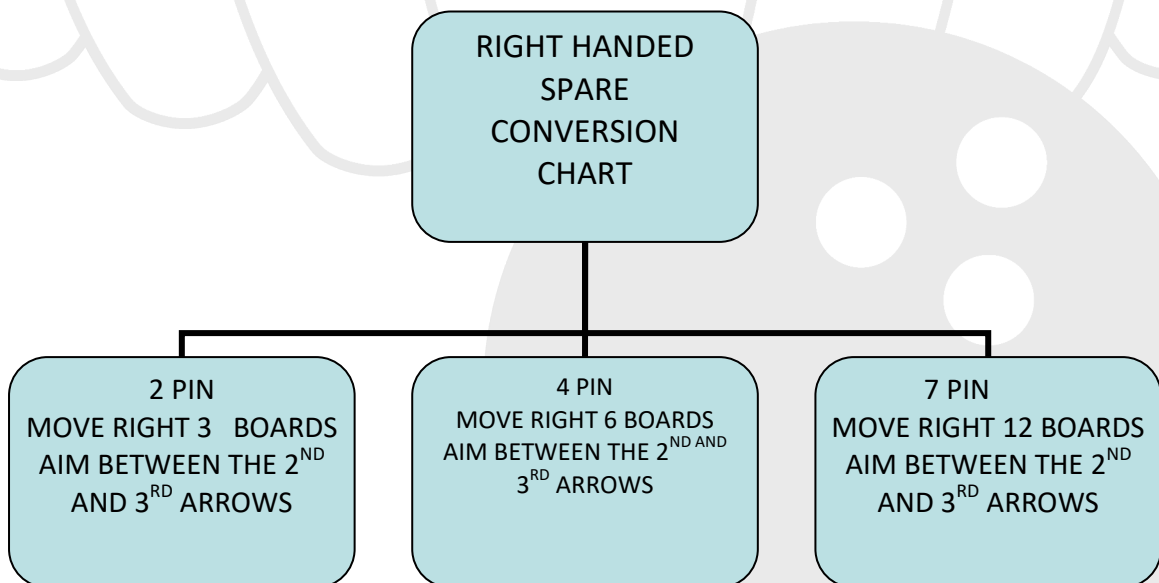 RIGHT HANDED
SPARE
CONVERSION
CHART
2 PIN
MOVE RIGHT 3 BOARDS
AIM BETWEEN THE 2ND
AND 3RD ARROWS
4 PIN
MOVE RIGHT 6 BOARDS
AIM BETWEEN THE 2ND AND
3RD ARROWS
7 PIN
MOVE RIGHT 12 BOARDS
AIM BETWEEN THE 2ND
AND 3RD ARROWS